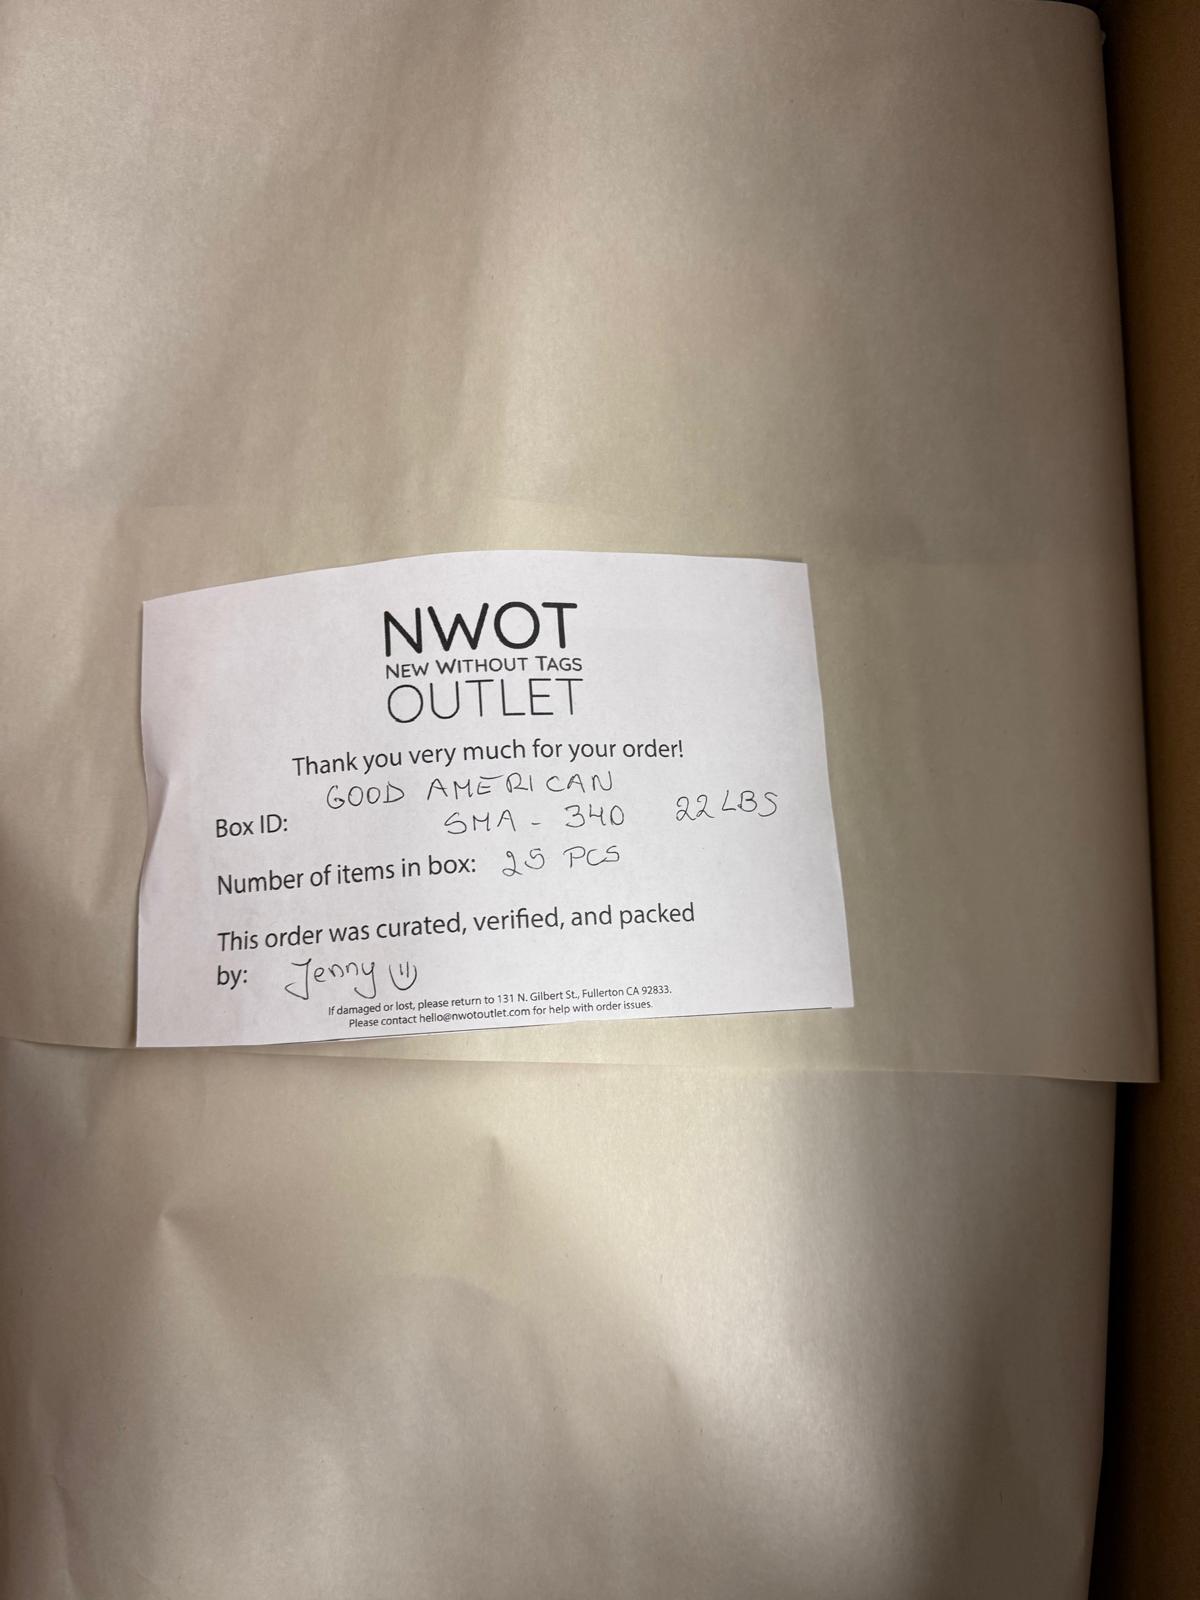 NWOT
NEW WITHOUT TAGS
OUTLET
Thank you very much for your order!
GOOD AMERICAN
Box ID: SMA - 340 22 LBS
Number of items in box: 25 PCS
This order was curated, verified, and packed
by: Jenny
If damaged or lost, please return to 131 N. Gilbert St., Fullerton CA 92833.
Please contact hello@nwotoutlet.com for help with order issues.